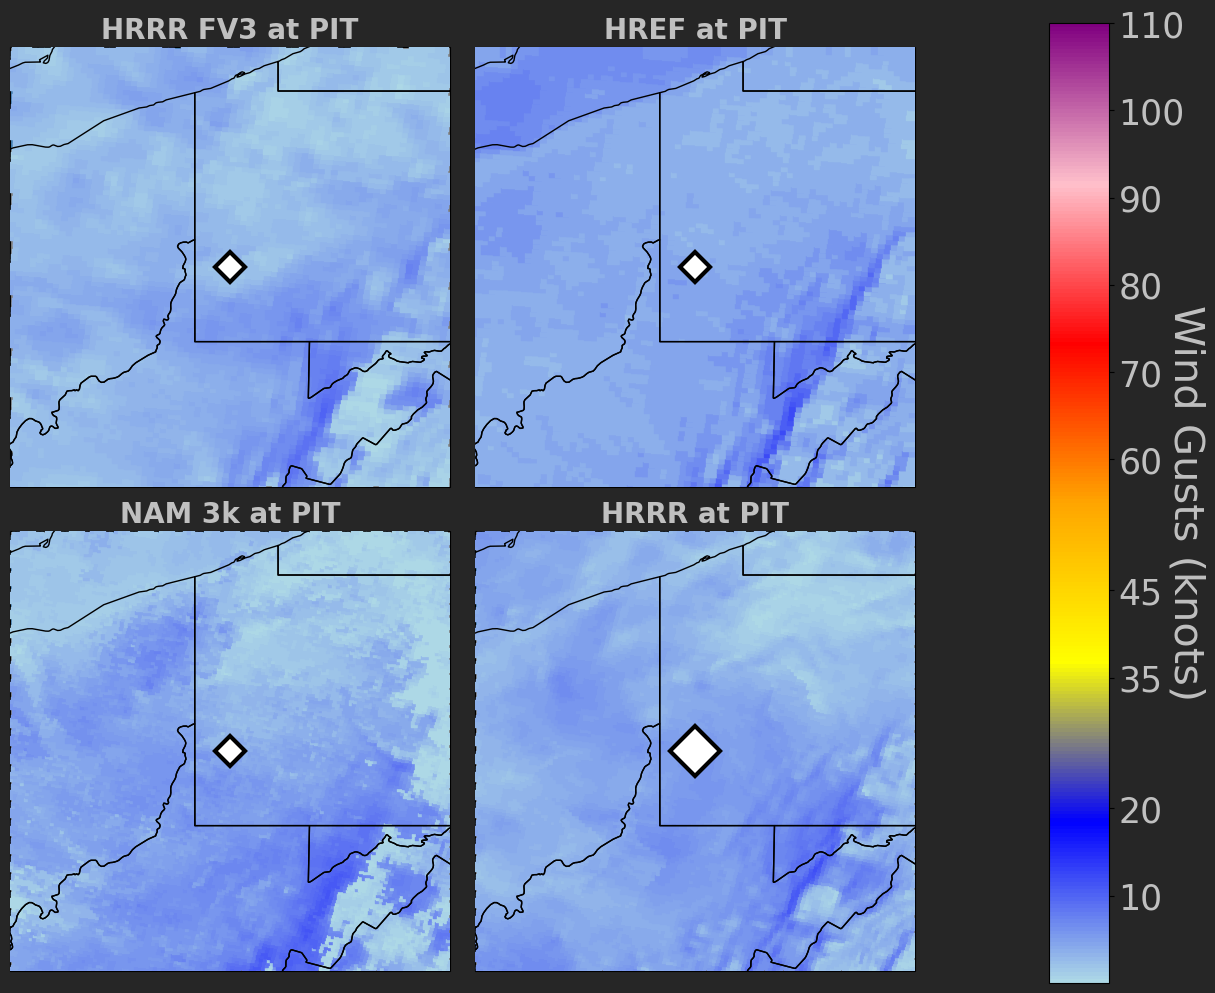 HRRR FV3 at PIT
HREF at PIT
NAM 3k at PIT
HRRR at PIT
110
100
90
80
70
60
45
35
20
10
Wind Gusts (knots)